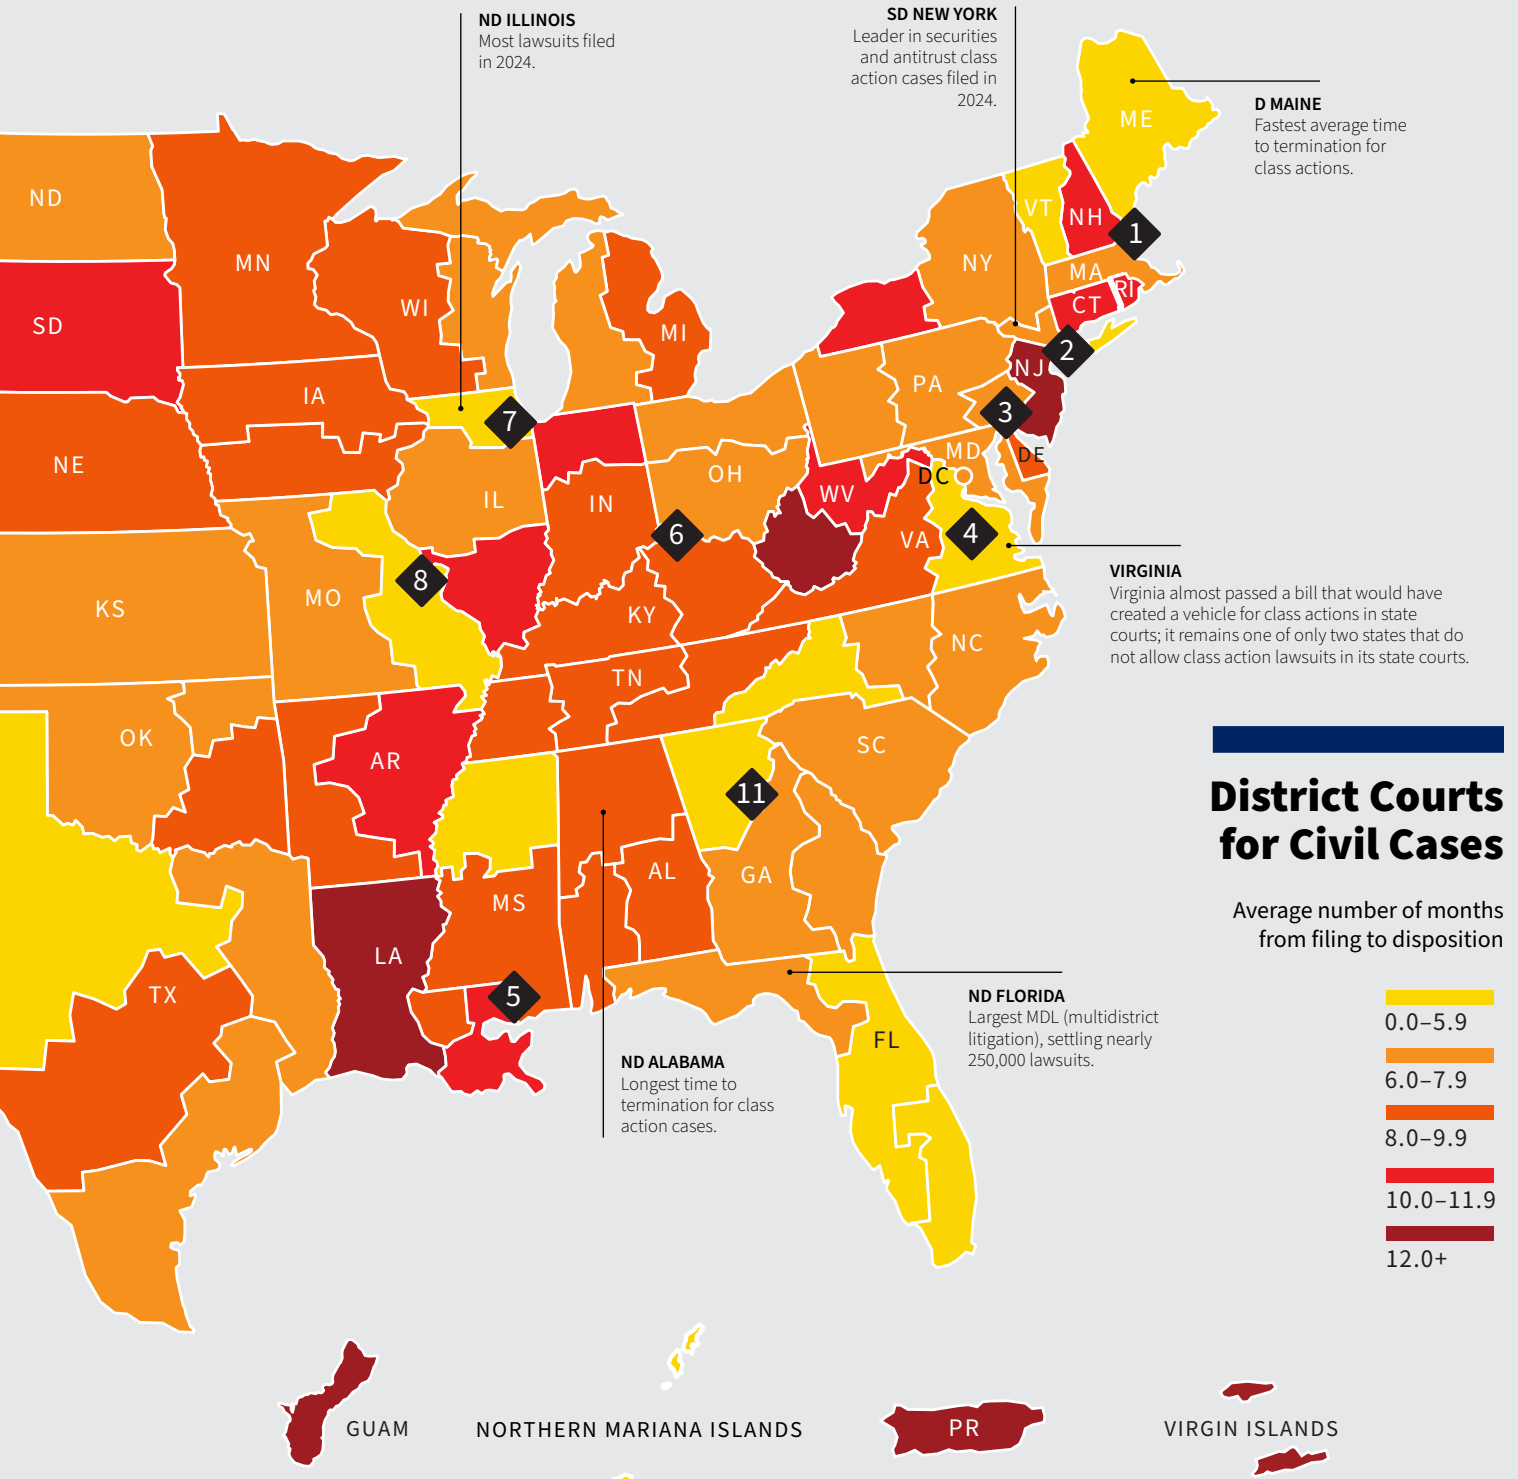 ND ILLINOIS
Most lawsuits filed
in 2024.
SD NEW YORK
Leader in securities
and antitrust class
action cases filed in
2024.
D MAINE
Fastest average time
to termination for
class actions.
ME
ND
MN
VT
NH
1
WI
NY
MA
RI
CT
SD
MI
2
NJ
IA
PA
3
7
NE
OH
MD
DE
DC
WV
IL
IN
6
VA
4
VIRGINIA
Virginia almost passed a bill that would have
created a vehicle for class actions in state
courts; it remains one of only two states that do
not allow class action lawsuits in its state courts.
8
KS
MO
KY
NC
TN
OK
AR
SC
11
District Courts
for Civil Cases
Average number of months
from filing to disposition
0.0–5.9
6.0–7.9
8.0–9.9
10.0–11.9
12.0+
AL
GA
MS
LA
TX
5
ND FLORIDA
Largest MDL (multidistrict
litigation), settling nearly
250,000 lawsuits.
FL
ND ALABAMA
Longest time to
termination for class
action cases.
GUAM
NORTHERN MARIANA ISLANDS
PR
VIRGIN ISLANDS